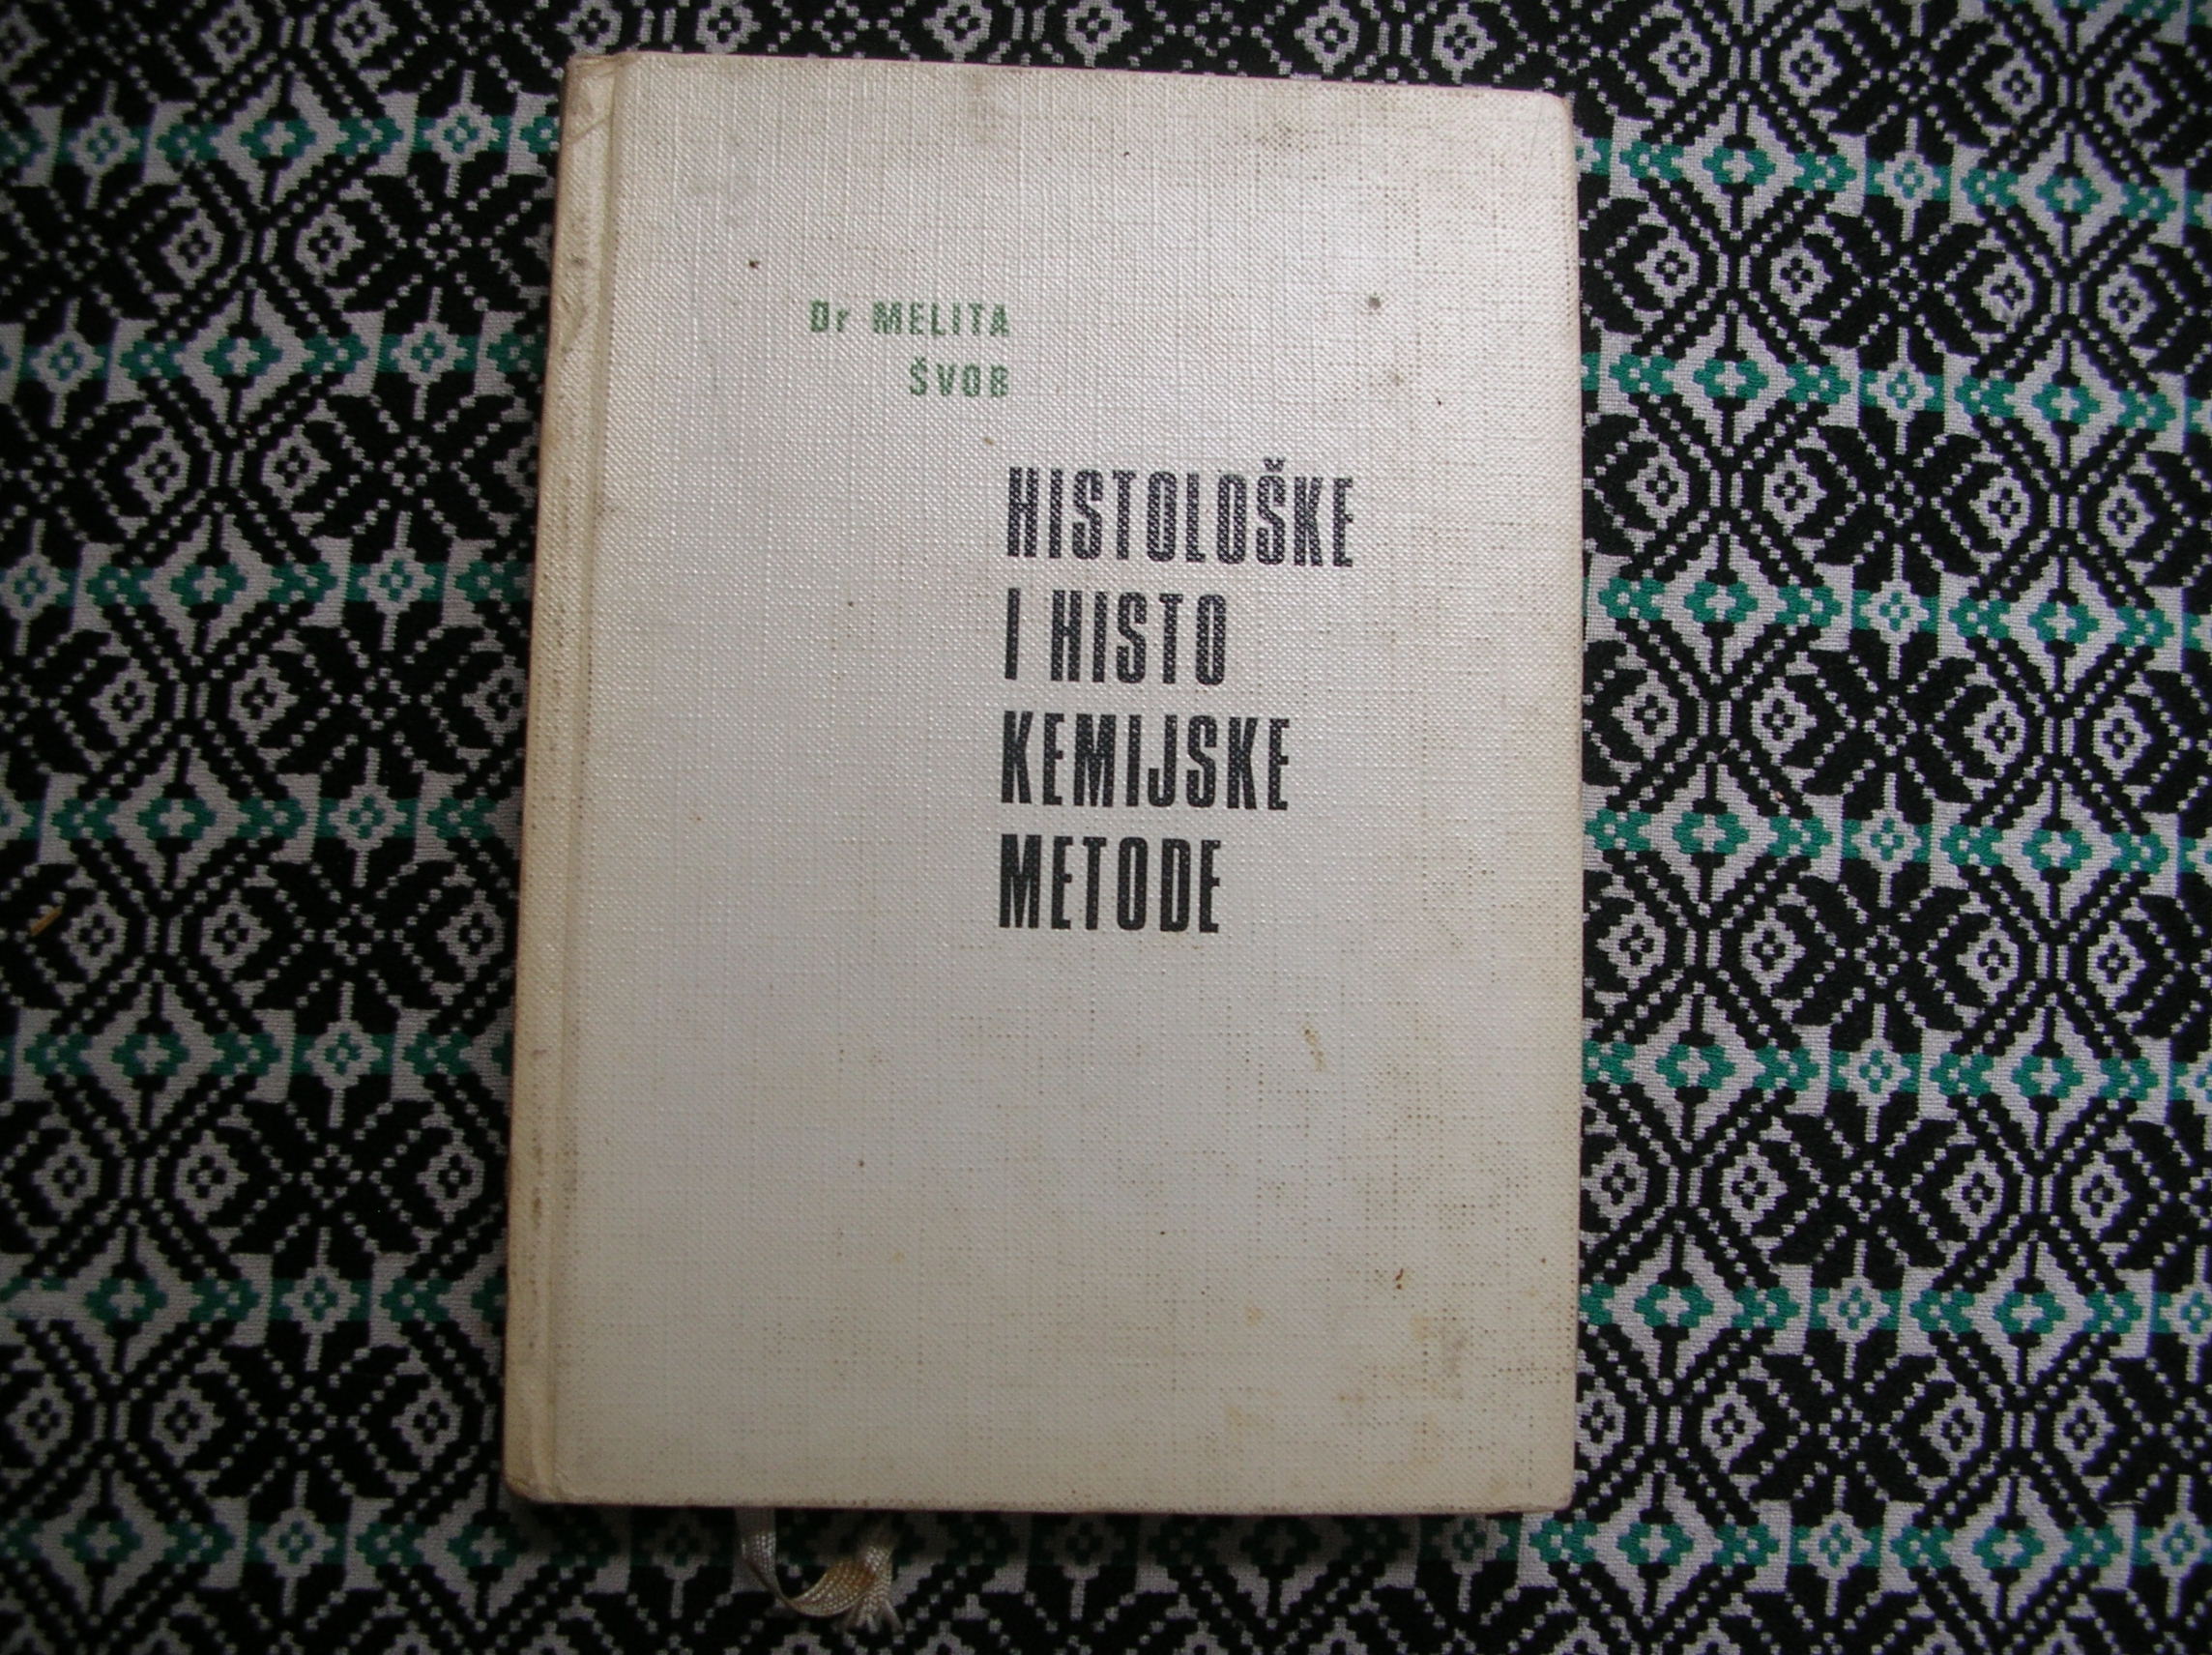 Dr MELITA
ŠVOB
HISTOLOŠKE
I HISTO
KEMIJSKE
METODE